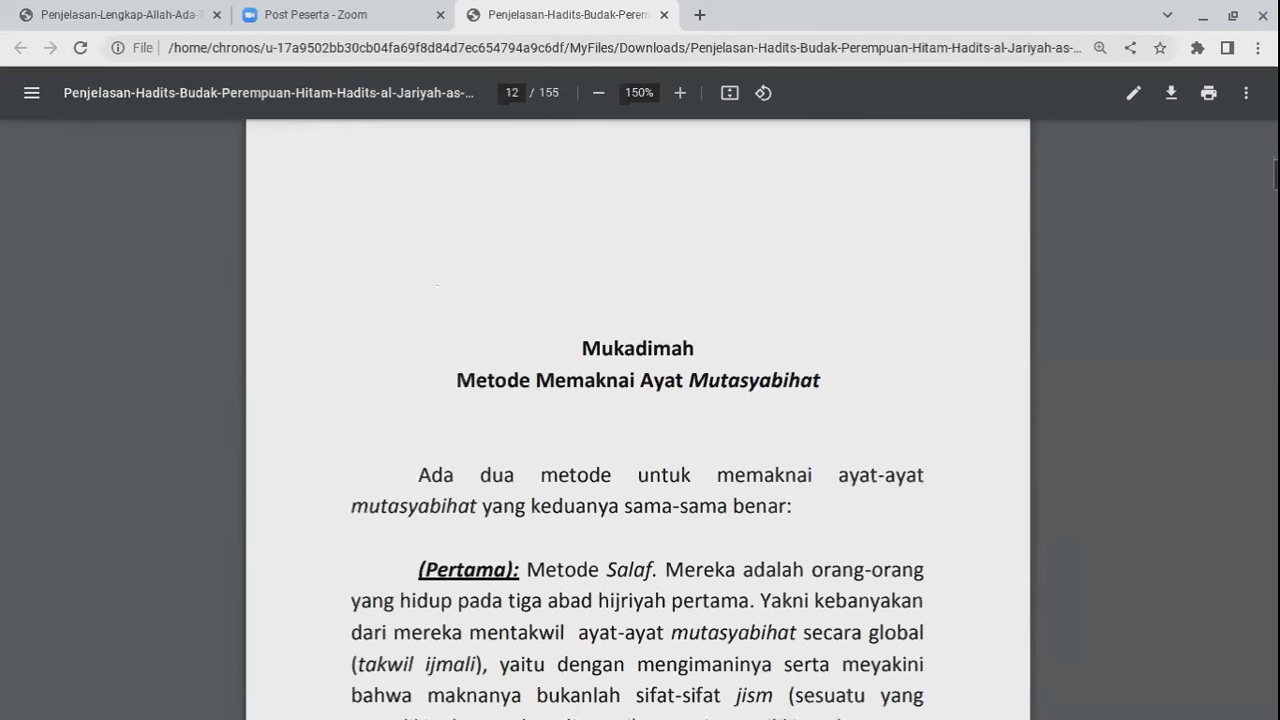 Penjelasan-Lengkap-Allah-Ada-T
Post Peserta - Zoom
Penjelasan-Hadits-Budak-Perem
File
/home/chronos/u-17a9502bb30cb04fa69f8d84d7ec654794a9c6df/MyFiles/Downloads/Penjelasan-Hadits-Budak-Perempuan-Hitam-Hadits-al-Jariyah-as-...
Penjelasan-Hadits-Budak-Perempuan-Hitam-Hadits-al-Jariyah-as-...
12 / 155
150%
Mukadimah
Metode Memaknai Ayat Mutasyabihat
Ada dua metode untuk memaknai ayat-ayat
mutasyabihat yang keduanya sama-sama benar:
(Pertama): Metode Salaf. Mereka adalah orang-orang
yang hidup pada tiga abad hijriyah pertama. Yakni kebanyakan
dari mereka mentakwil ayat-ayat mutasyabihat secara global
(takwil ijmali), yaitu dengan mengimaninya serta meyakini
bahwa maknanya bukanlah sifat-sifat jism (sesuatu yang